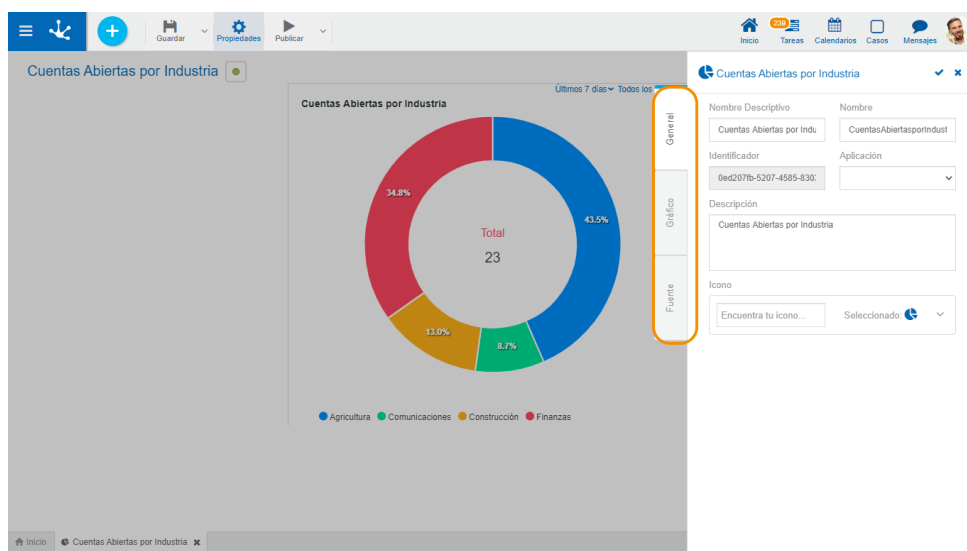 Guardar
Propiedades
Publicar
Inicio
239
Tareas
Calendarios
Casos
Mensajes
Cuentas Abiertas por Industria
Últimos 7 días Todos los
Cuentas Abiertas por Industria
34.8%
43.5%
Total
23
13.0%
8.7%
Agricultura Comunicaciones Construcción Finanzas
General
Gráfico
Fuente
Cuentas Abiertas por Industria
Nombre Descriptivo Nombre
Cuentas Abiertas por Indu CuentasAbiertasporIndust
Identificador Aplicación
0ed207fb-5207-4585-830
Descripción
Cuentas Abiertas por Industria
Icono
Encuentra tu icono... Seleccionado:
Inicio Cuentas Abiertas por Industria